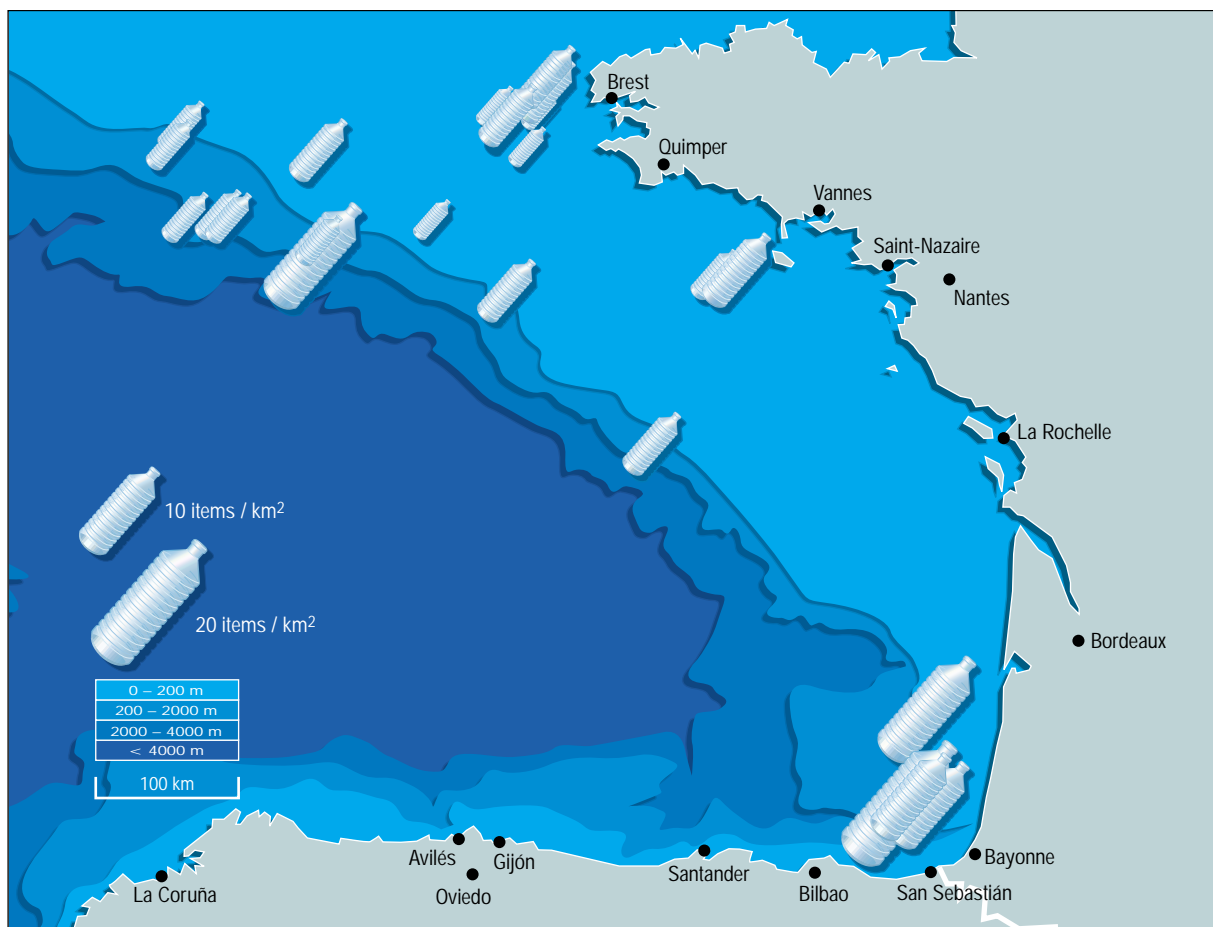 Brest
Quimper
Vannes
Saint-Nazaire
Nantes
La Rochelle
10 items / km²
20 items / km²
Bordeaux
0 – 200 m
200 – 2000 m
2000 – 4000 m
< 4000 m
100 km
Avilés
Gijón
Santander
Bayonne
La Coruña
Oviedo
Bilbao
San Sebastián